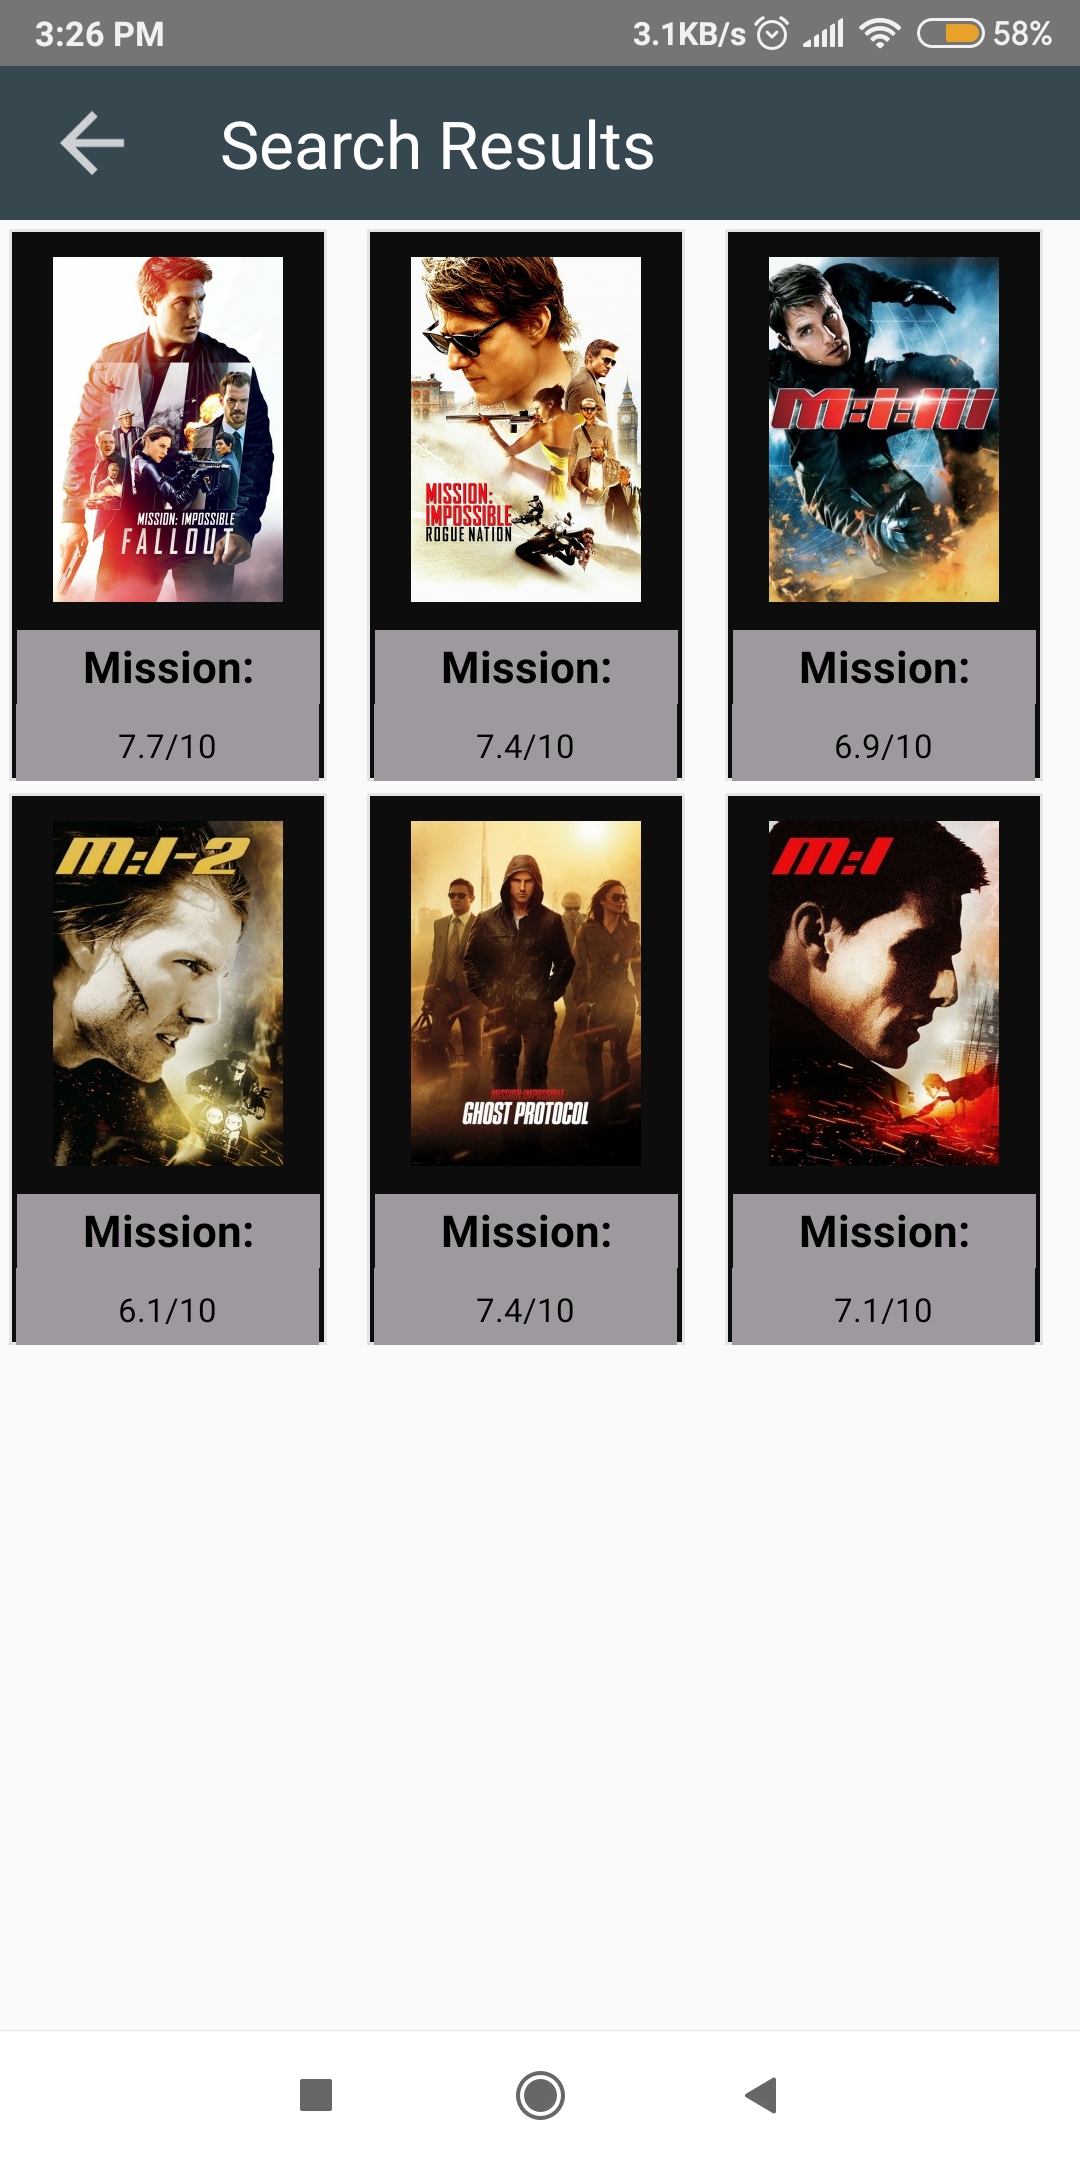 3:26 PM 3.1KB/s 58%
Search Results
MISSION: IMPOSSIBLE
FALLOUT
MISSION:
IMPOSSIBLE
ROGUE NATION
M:i:III
Mission: Mission: Mission:
7.7/10 7.4/10 6.9/10
M:I-2
MISSION: IMPOSSIBLE
GHOST PROTOCOL
M:I
Mission: Mission: Mission:
6.1/10 7.4/10 7.1/10